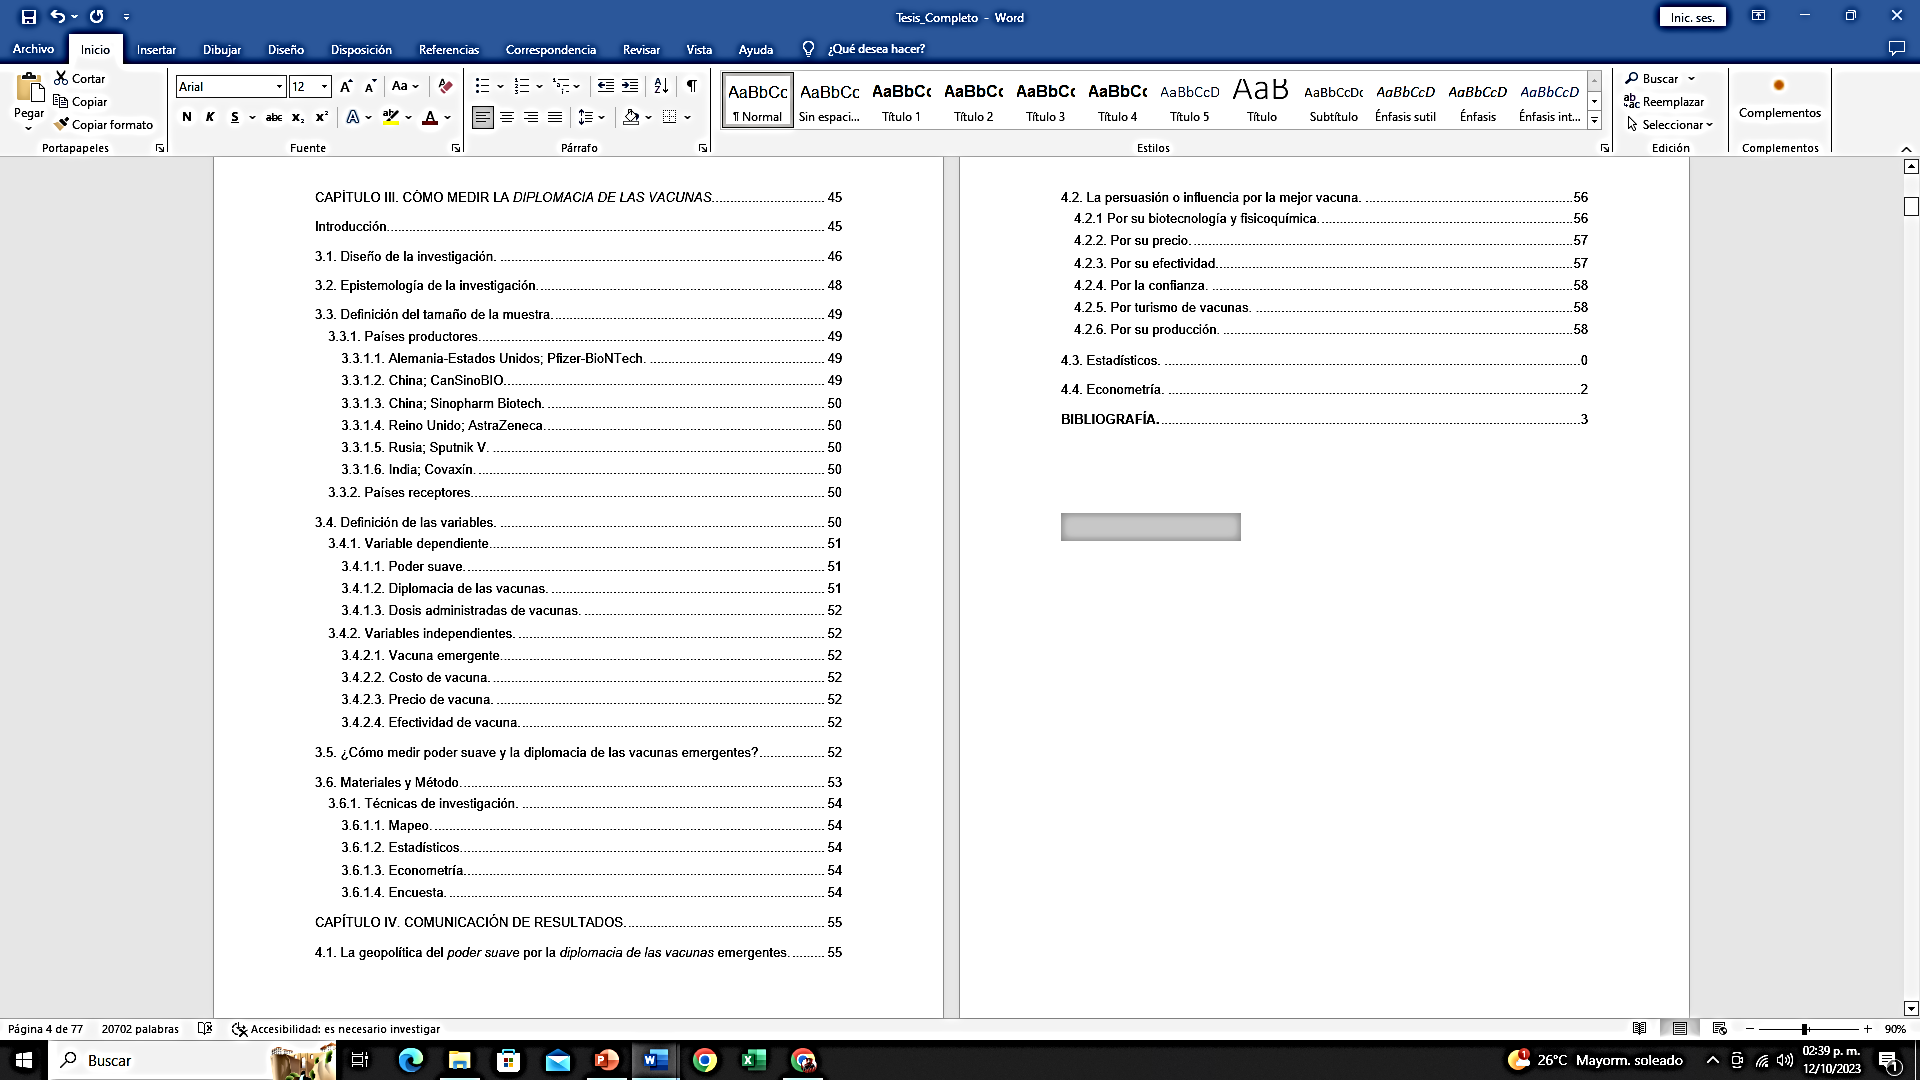 Tesis_Completo - Word
Inic. ses.
Archivo Inicio Insertar Dibujar Diseño Disposición Referencias Correspondencia Revisar Vista Ayuda ¿Qué desea hacer?
Pegar
Cortar
Copiar
Copiar formato
Portapapeles
Arial 12
N K S abc x₂ x²
Fuente
Párrafo
AaBbCc AaBbCc AaBbCc AaBbCc AaBbCc AaBbCc AaBbCcD AaB AaBbCcDc AaBbCcD AaBbCcD AaBbCcD
¶ Normal Sin espaci... Título 1 Título 2 Título 3 Título 4 Título 5 Título Subtítulo Énfasis sutil Énfasis Énfasis int...
Estilos
Buscar
Reemplazar
Seleccionar
Edición
Complementos
Complementos
CAPÍTULO III. CÓMO MEDIR LA DIPLOMACIA DE LAS VACUNAS. 45
Introducción. 45
3.1. Diseño de la investigación. 46
3.2. Epistemología de la investigación. 48
3.3. Definición del tamaño de la muestra. 49
3.3.1. Países productores. 49
3.3.1.1. Alemania-Estados Unidos; Pfizer-BioNTech. 49
3.3.1.2. China; CanSinoBIO. 49
3.3.1.3. China; Sinopharm Biotech. 50
3.3.1.4. Reino Unido; AstraZeneca. 50
3.3.1.5. Rusia; Sputnik V. 50
3.3.1.6. India; Covaxín. 50
3.3.2. Países receptores. 50
3.4. Definición de las variables. 50
3.4.1. Variable dependiente. 51
3.4.1.1. Poder suave. 51
3.4.1.2. Diplomacia de las vacunas. 51
3.4.1.3. Dosis administradas de vacunas. 52
3.4.2. Variables independientes. 52
3.4.2.1. Vacuna emergente. 52
3.4.2.2. Costo de vacuna. 52
3.4.2.3. Precio de vacuna. 52
3.4.2.4. Efectividad de vacuna. 52
3.5. ¿Cómo medir poder suave y la diplomacia de las vacunas emergentes? 52
3.6. Materiales y Método. 53
3.6.1. Técnicas de investigación. 54
3.6.1.1. Mapeo. 54
3.6.1.2. Estadísticos. 54
3.6.1.3. Econometría. 54
3.6.1.4. Encuesta. 54
CAPÍTULO IV. COMUNICACIÓN DE RESULTADOS. 55
4.1. La geopolítica del poder suave por la diplomacia de las vacunas emergentes. 55
4.2. La persuasión o influencia por la mejor vacuna. 56
4.2.1 Por su biotecnología y fisicoquímica. 56
4.2.2. Por su precio. 57
4.2.3. Por su efectividad. 57
4.2.4. Por la confianza. 58
4.2.5. Por turismo de vacunas. 58
4.2.6. Por su producción. 58
4.3. Estadísticos. 0
4.4. Econometría. 2
BIBLIOGRAFÍA. 3
Página 4 de 77 20702 palabras Accesibilidad: es necesario investigar 90%
Buscar
26°C Mayorm. soleado
02:39 p. m.
12/10/2023